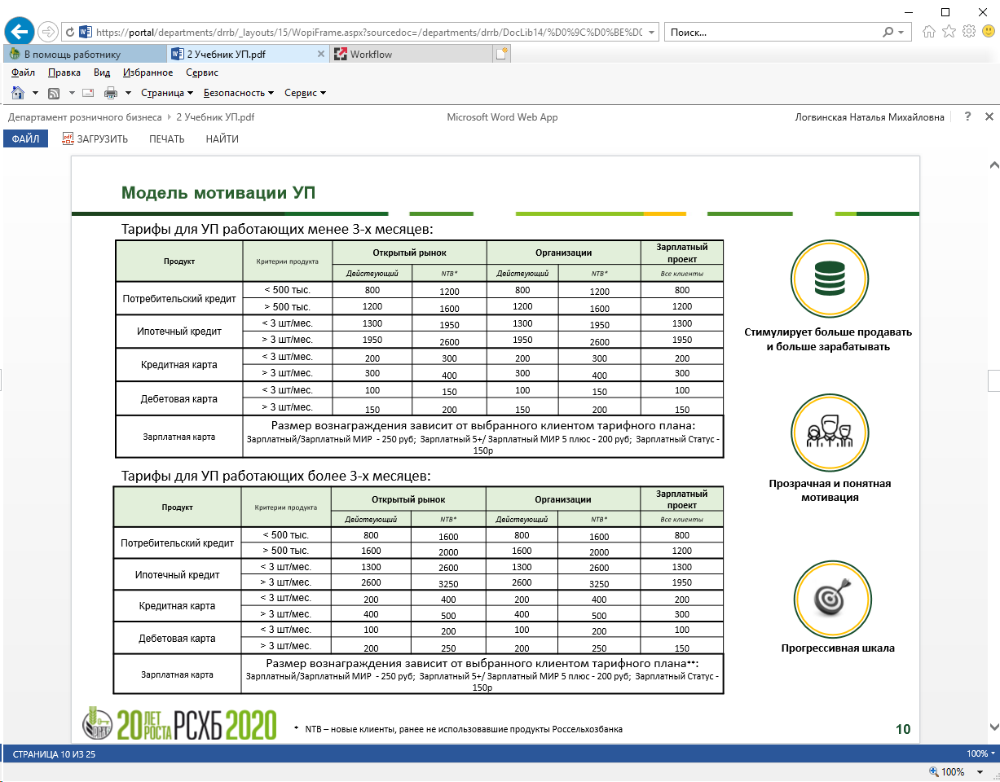 https://portal/departments/drrb/_layouts/15/WopiFrame.aspx?sourcedoc=/departments/drrb/DocLib14/%D0%9C%D0%BE%D0
Поиск...
В помощь работнику
2 Учебник УП.pdf
Workflow
Файл Правка Вид Избранное Сервис
Страница Безопасность Сервис
Департамент розничного бизнеса 2 Учебник УП.pdf
Microsoft Word Web App
Логвинская Наталья Михайловна ?
ФАЙЛ ЗАГРУЗИТЬ ПЕЧАТЬ НАЙТИ
Модель мотивации УП
Тарифы для УП работающих менее 3-х месяцев:
Продукт Критерии продукта Открытый рынок Организации Зарплатный проект
Действующий NTB* Действующий NTB* Все клиенты
Потребительский кредит
< 500 тыс. 800 1200 800 1200 800
> 500 тыс. 1200 1600 1200 1600 1200
Ипотечный кредит
< 3 шт/мес. 1300 1950 1300 1950 1300
> 3 шт/мес. 1950 2600 1950 2600 1950
Кредитная карта
< 3 шт/мес. 200 300 200 300 200
> 3 шт/мес. 300 400 300 400 300
Дебетовая карта
< 3 шт/мес. 100 150 100 150 100
> 3 шт/мес. 150 200 150 200 150
Зарплатная карта
Размер вознаграждения зависит от выбранного клиентом тарифного плана:
Зарплатный/Зарплатный МИР - 250 руб; Зарплатный 5+/ Зарплатный МИР 5 плюс - 200 руб; Зарплатный Статус -
150р
Тарифы для УП работающих более 3-х месяцев:
Продукт Критерии продукта Открытый рынок Организации Зарплатный проект
Действующий NTB* Действующий NTB* Все клиенты
Потребительский кредит
< 500 тыс. 800 1600 800 1600 800
> 500 тыс. 1600 2000 1600 2000 1200
Ипотечный кредит
< 3 шт/мес. 1300 2600 1300 2600 1300
> 3 шт/мес. 2600 3250 2600 3250 1950
Кредитная карта
< 3 шт/мес. 200 400 200 400 200
> 3 шт/мес. 400 500 400 500 300
Дебетовая карта
< 3 шт/мес. 100 200 100 200 100
> 3 шт/мес. 200 250 200 250 150
Зарплатная карта
Размер вознаграждения зависит от выбранного клиентом тарифного плана**:
Зарплатный/Зарплатный МИР - 250 руб; Зарплатный 5+/ Зарплатный МИР 5 плюс - 200 руб; Зарплатный Статус -
150р
Стимулирует больше продавать
и больше зарабатывать
Прозрачная и понятная
мотивация
Прогрессивная шкала
20 ЛЕТ РОСТА РСХБ 2020
* NTB – новые клиенты, ранее не использовавшие продукты Россельхозбанка
10
СТРАНИЦА 10 ИЗ 25
100%
100%